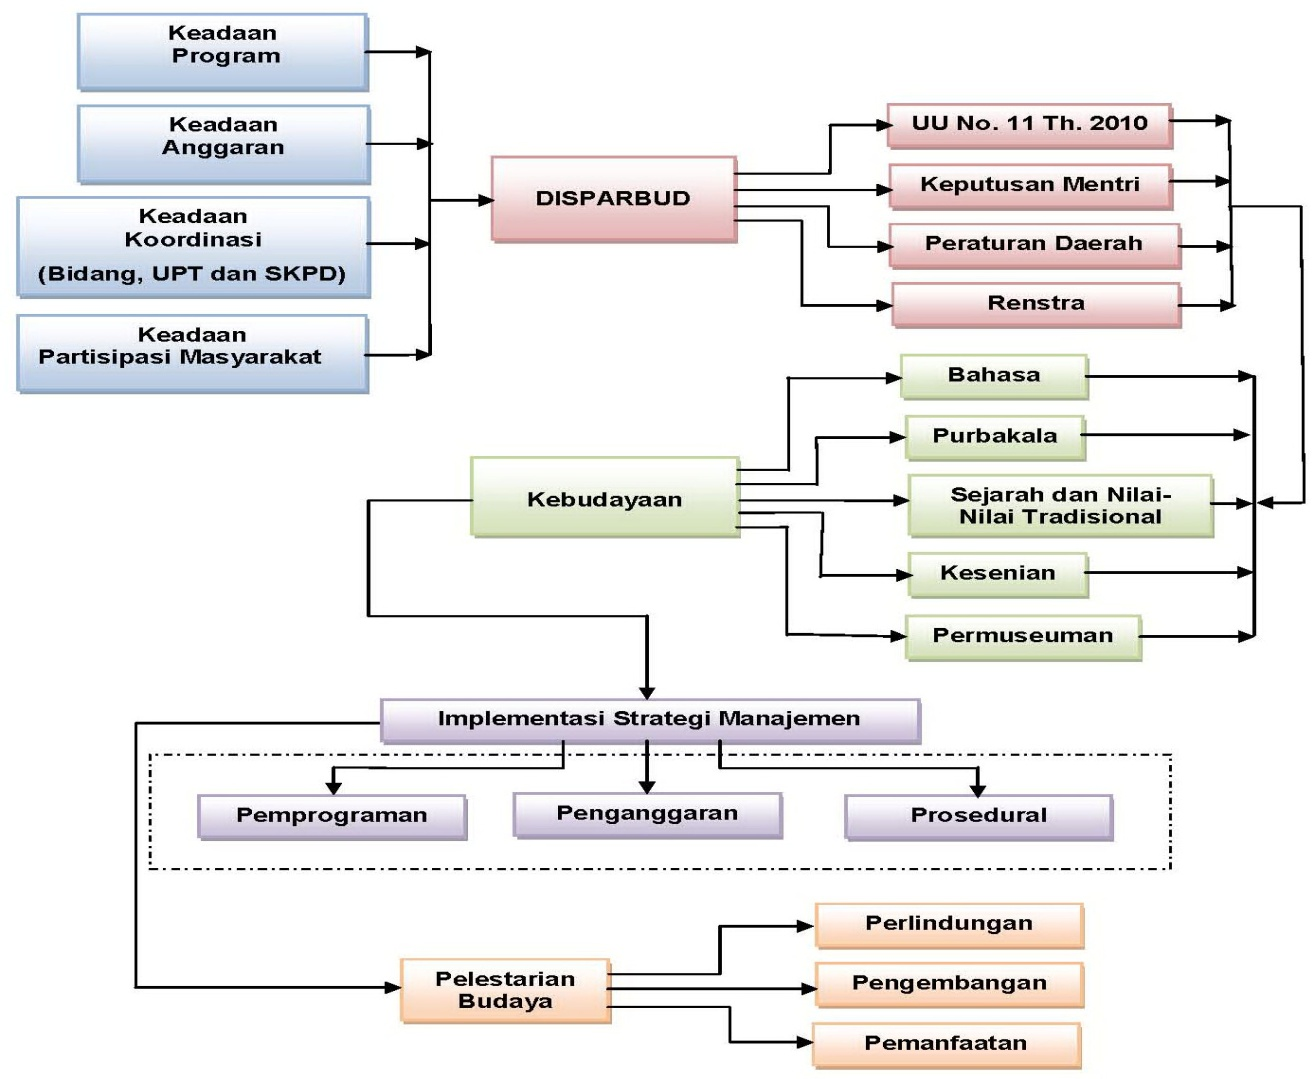 Keadaan
Program
Keadaan
Anggaran
Keadaan
Koordinasi
(Bidang, UPT dan SKPD)
Keadaan
Partisipasi Masyarakat
DISPARBUD
UU No. 11 Th. 2010
Keputusan Mentri
Peraturan Daerah
Renstra
Kebudayaan
Bahasa
Purbakala
Sejarah dan Nilai-
Nilai Tradisional
Kesenian
Permuseuman
Implementasi Strategi Manajemen
Pemprograman
Penganggaran
Prosedural
Pelestarian
Budaya
Perlindungan
Pengembangan
Pemanfaatan